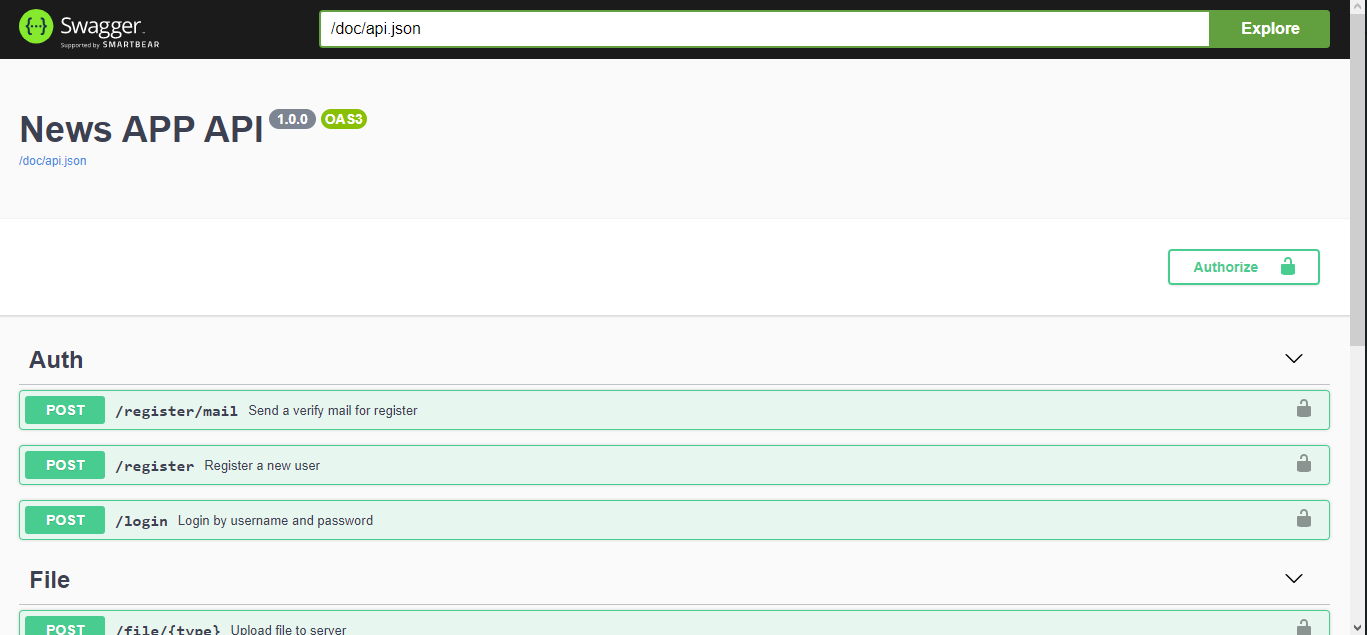 {···} Swagger
Supported by SMARTBEAR
/doc/api.json
Explore
News APP API 1.0.0 OAS3
/doc/api.json
Authorize
Auth
POST /register/mail Send a verify mail for register
POST /register Register a new user
POST /login Login by username and password
File
POST /file/{type} Upload file to server